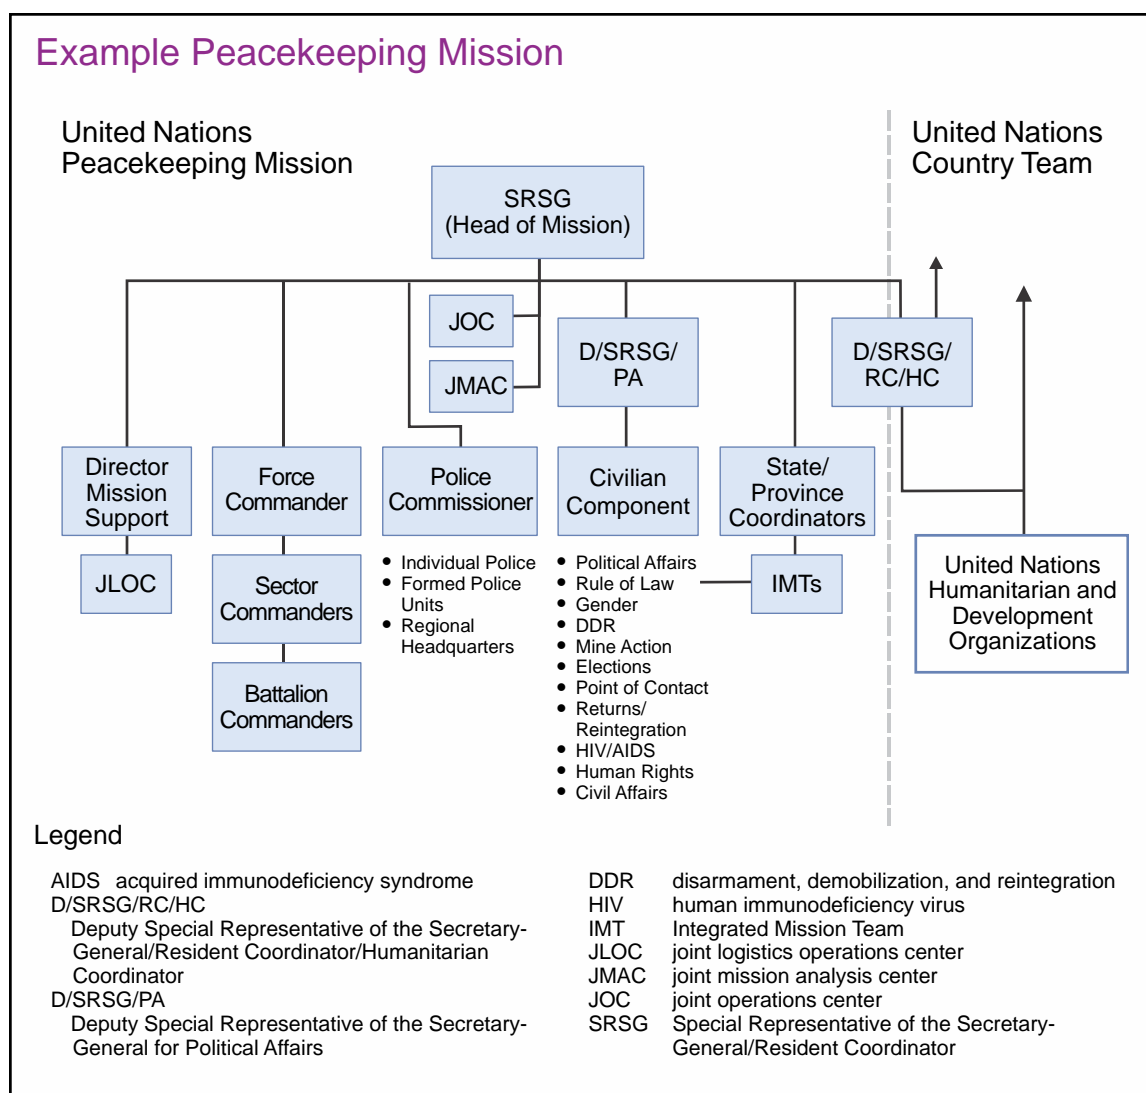 Example Peacekeeping Mission
United Nations
Peacekeeping Mission
United Nations
Country Team
SRSG
(Head of Mission)
JOC
JMAC
D/SRSG/
PA
D/SRSG/
RC/HC
Director
Mission
Support
Force
Commander
Police
Commissioner
Civilian
Component
State/
Province
Coordinators
JLOC
Sector
Commanders
Battalion
Commanders
• Individual Police
• Formed Police
Units
• Regional
Headquarters
• Political Affairs
• Rule of Law
• Gender
• DDR
• Mine Action
• Elections
• Point of Contact
• Returns/
Reintegration
• HIV/AIDS
• Human Rights
• Civil Affairs
IMTs
United Nations
Humanitarian and
Development
Organizations
Legend
AIDS acquired immunodeficiency syndrome
D/SRSG/RC/HC
Deputy Special Representative of the Secretary-
General/Resident Coordinator/Humanitarian
Coordinator
D/SRSG/PA
Deputy Special Representative of the Secretary-
General for Political Affairs
DDR disarmament, demobilization, and reintegration
HIV human immunodeficiency virus
IMT Integrated Mission Team
JLOC joint logistics operations center
JMAC joint mission analysis center
JOC joint operations center
SRSG Special Representative of the Secretary-
General/Resident Coordinator